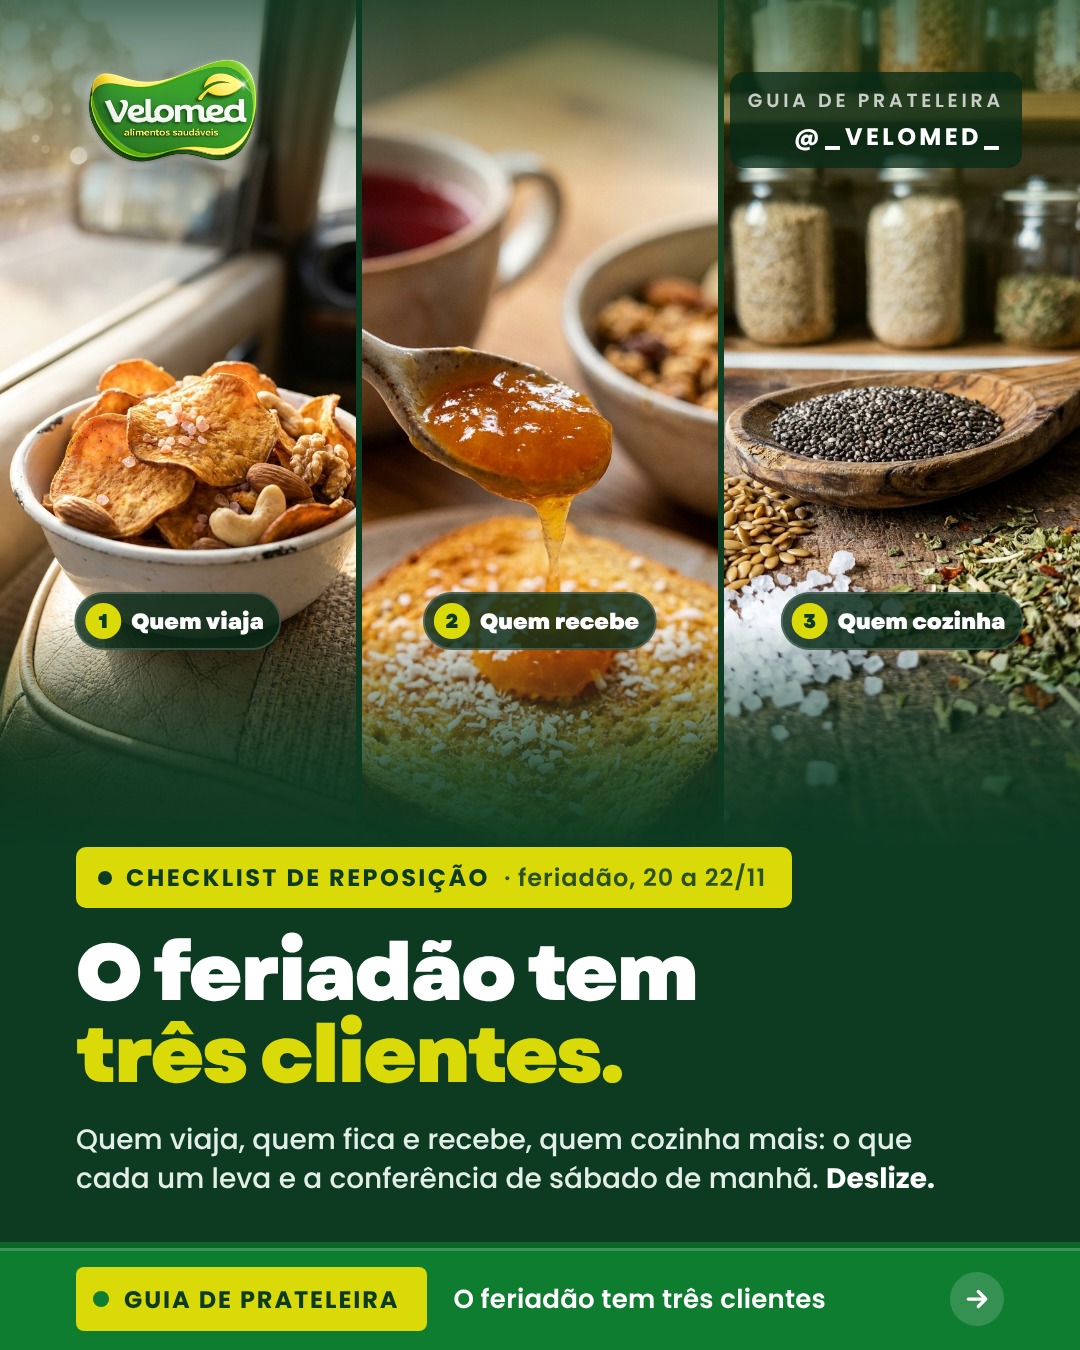 Velomed
alimentos saudáveis
GUIA DE PRATELEIRA
@_VELOMED_
1 Quem viaja
2 Quem recebe
3 Quem cozinha
• CHECKLIST DE REPOSIÇÃO · feriadão, 20 a 22/11
O feriadão tem
três clientes.
Quem viaja, quem fica e recebe, quem cozinha mais: o que
cada um leva e a conferência de sábado de manhã. Deslize.
• GUIA DE PRATELEIRA
O feriadão tem três clientes
→